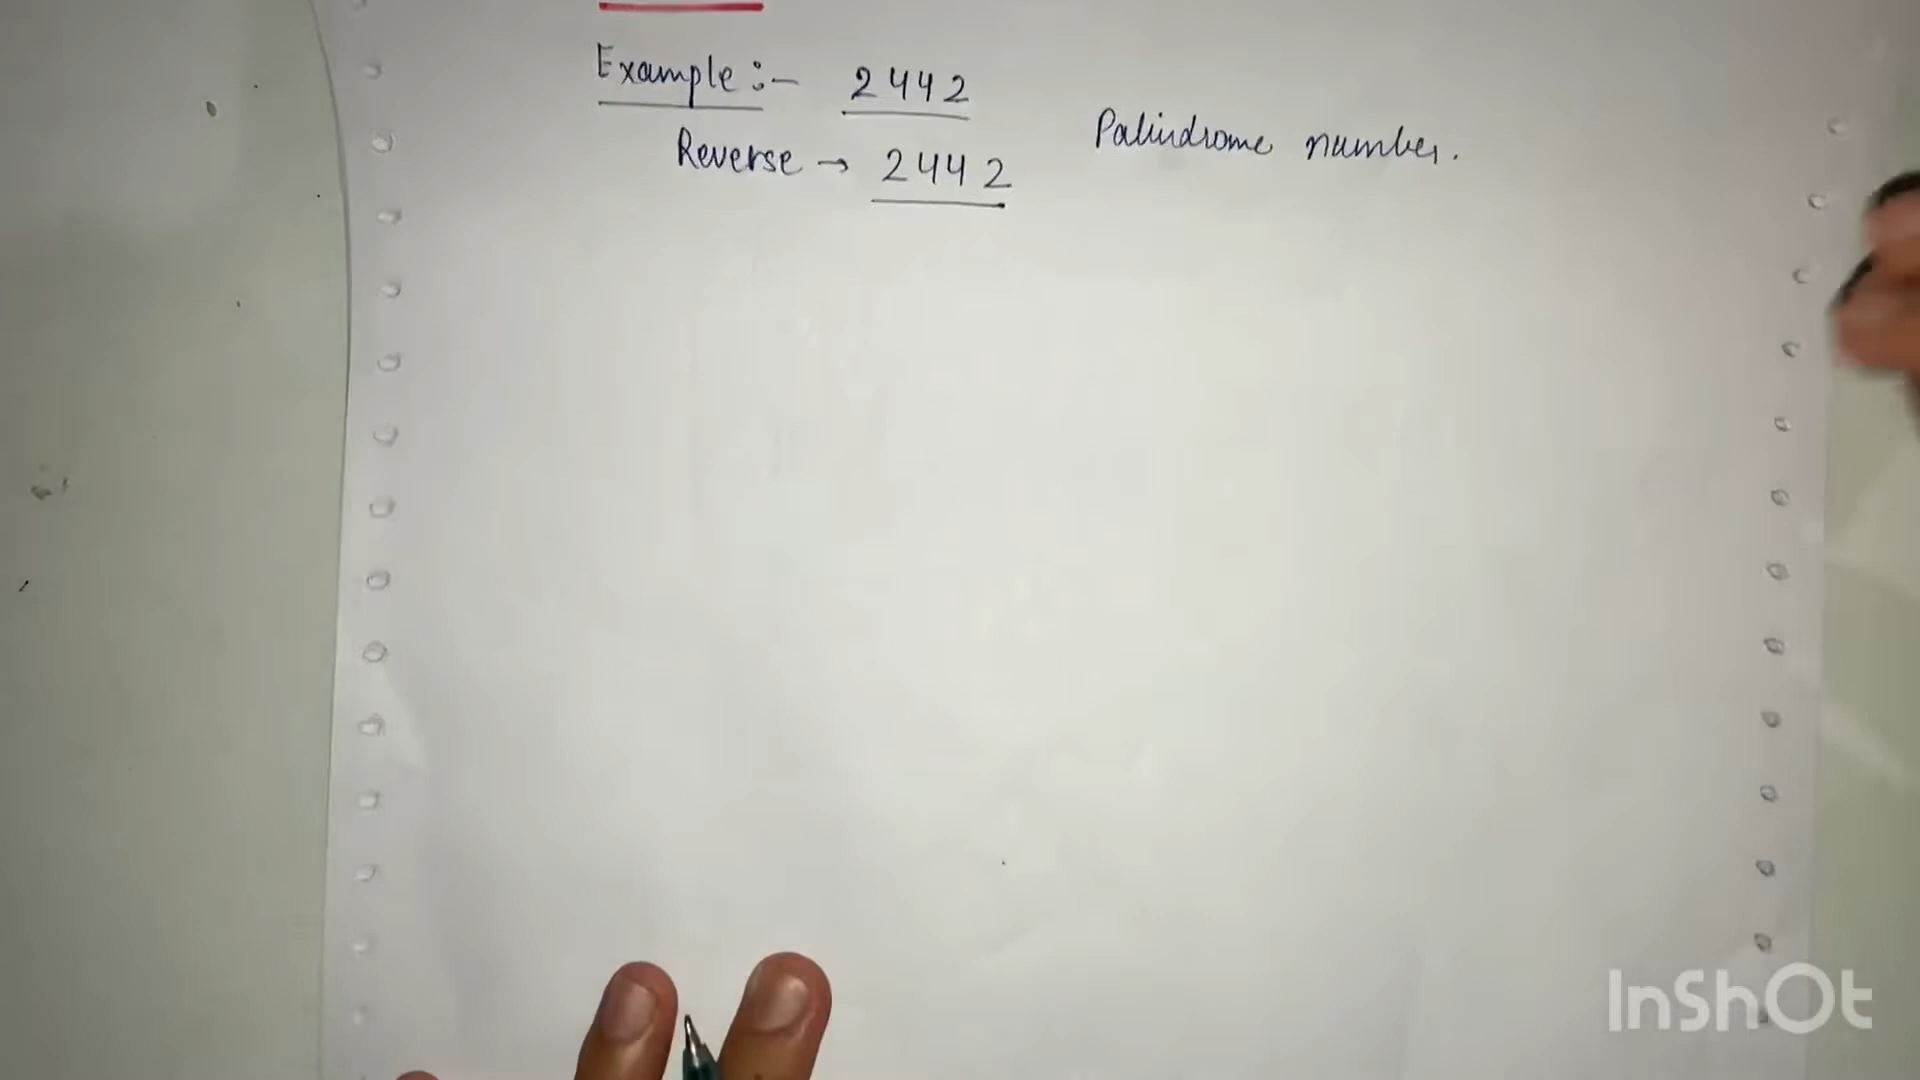 Example :- 2442
Reverse → 2442
Palindrome number.
InShOt